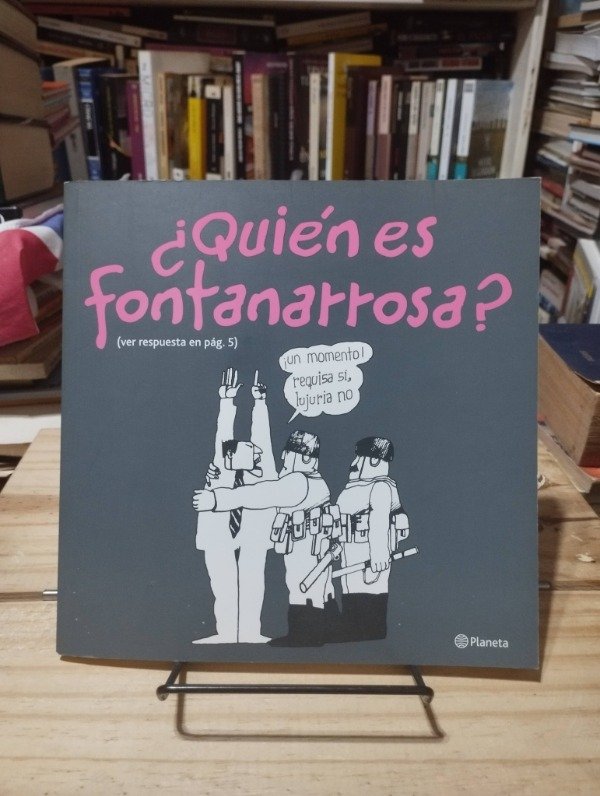 ¿Quién es
fontanarrosa?
(ver respuesta en pág. 5)
¡un momento!
requisa si,
lujuria no
Planeta